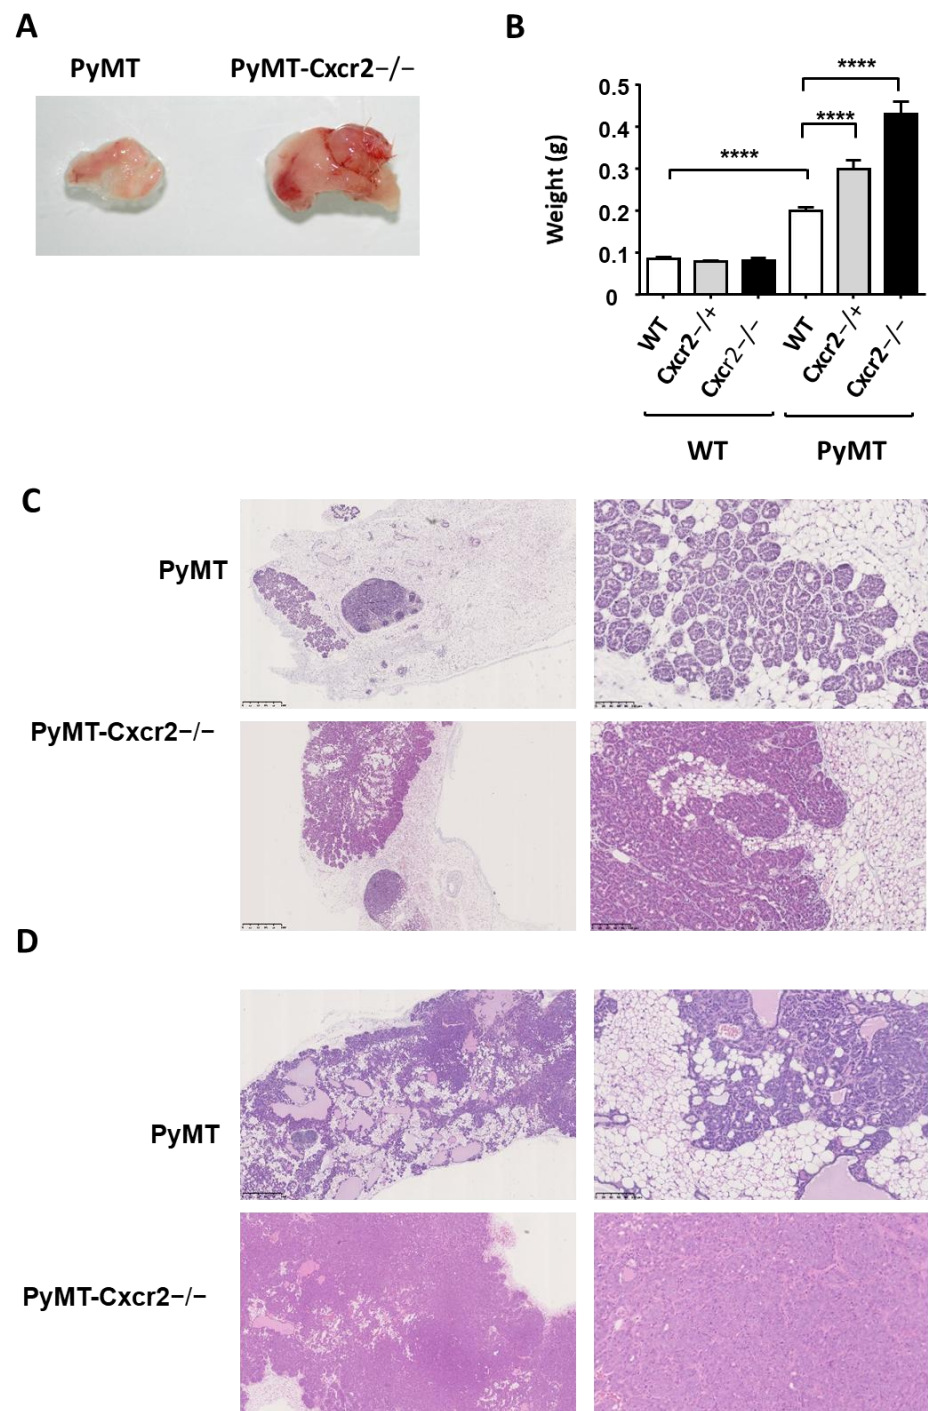 A
PyMT
PyMT-Cxcr2−/−
B
****
****
****
Weight (g)
0.5
0.4
0.3
0.2
0.1
0
WT
Cxcr2−/+
Cxcr2−/−
WT
Cxcr2−/+
Cxcr2−/−
WT
PyMT
C
PyMT
PyMT-Cxcr2−/−
D
PyMT
PyMT-Cxcr2−/−